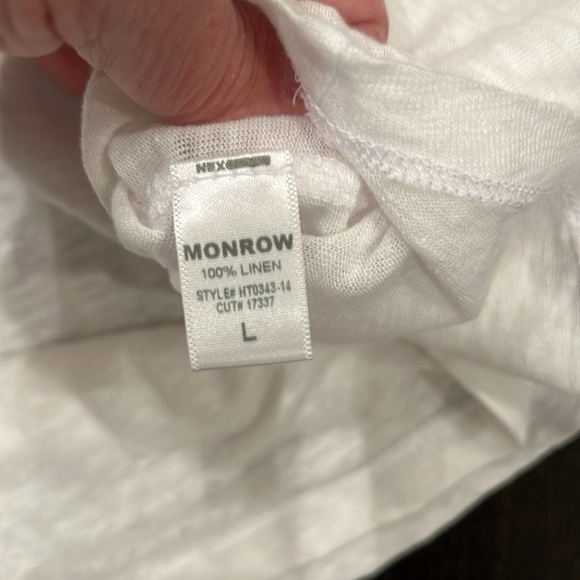 MONROW
100% LINEN
STYLE# HT0343-14
CUT# 17337
L